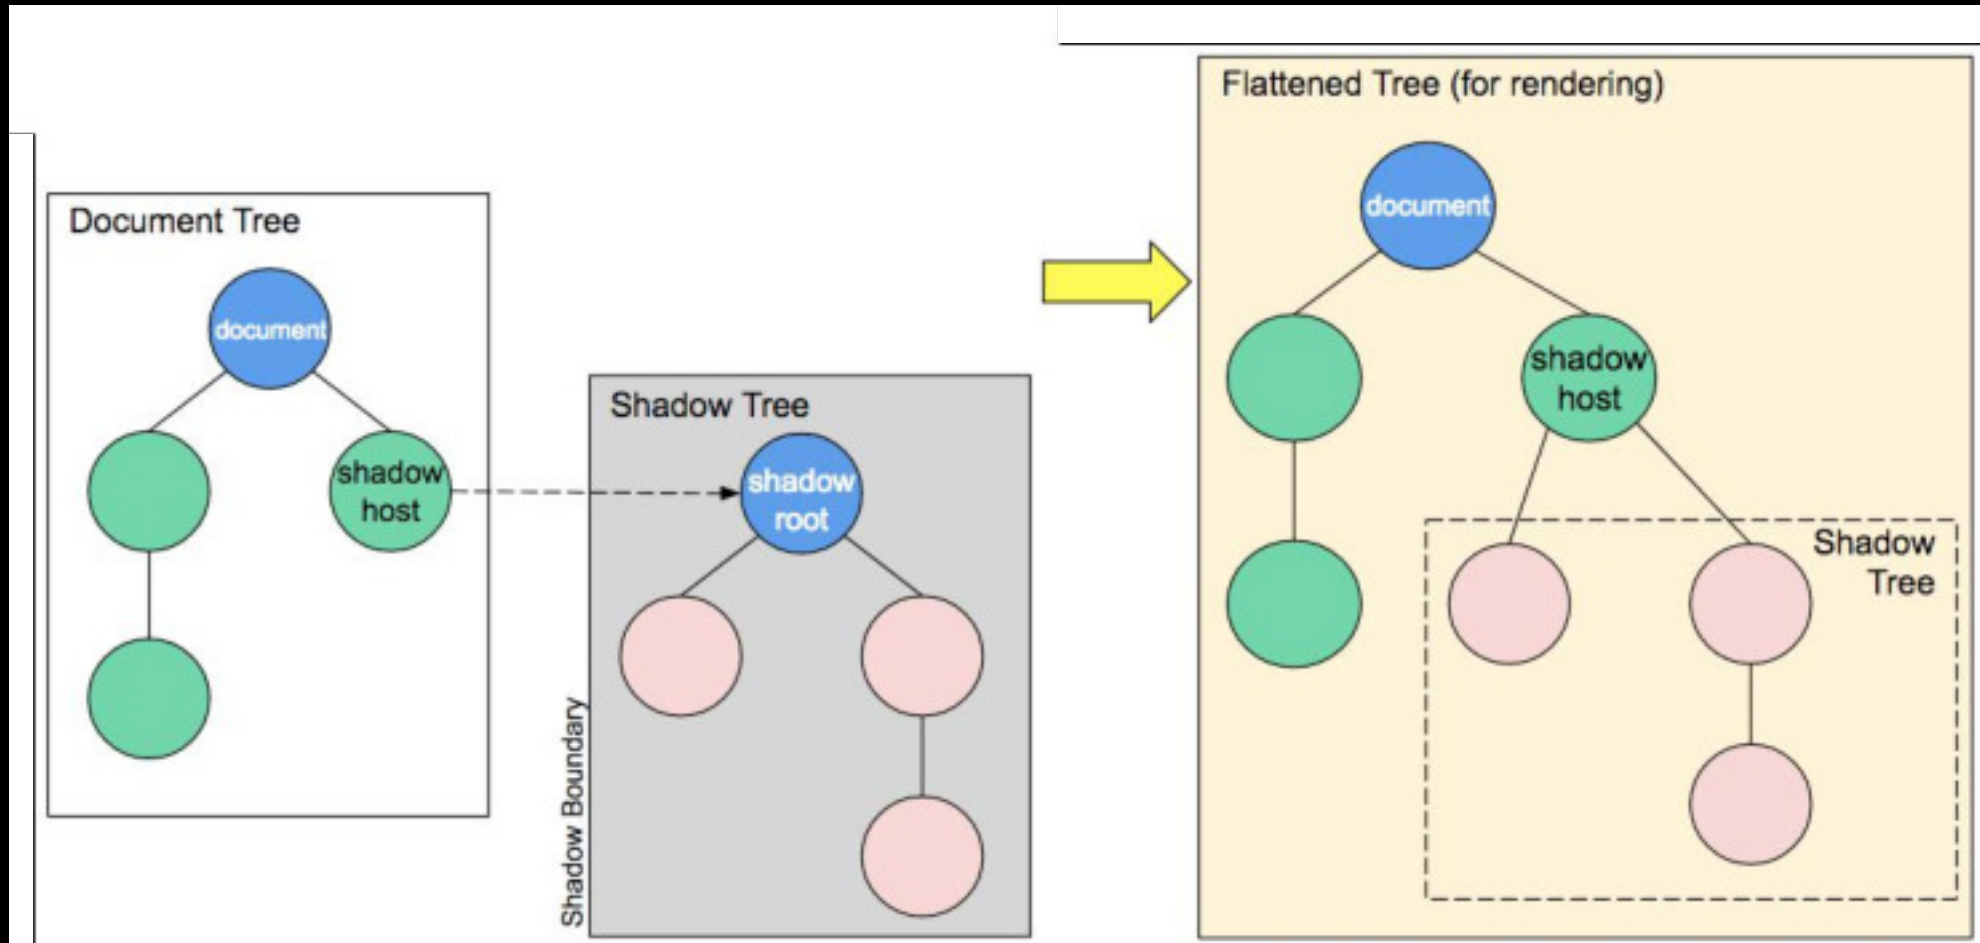 Document Tree
document
shadow
host
Shadow Tree
shadow
root
Shadow Boundary
Flattened Tree (for rendering)
document
shadow
host
Shadow
Tree